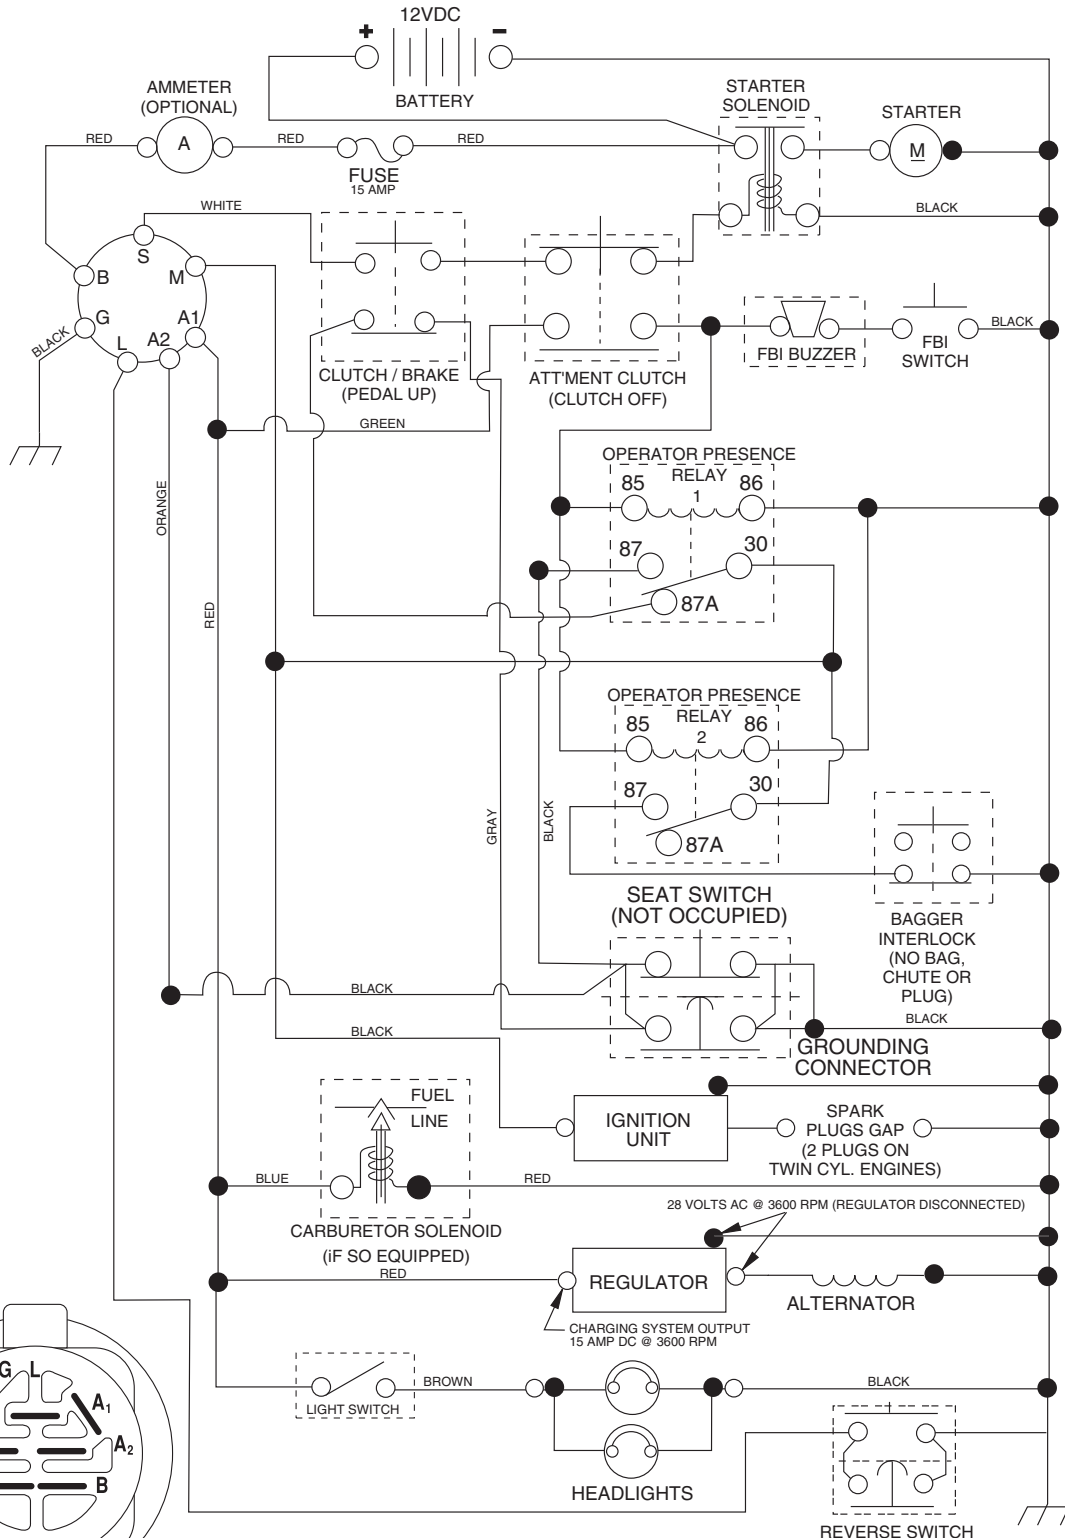 12VDC
+ -
BATTERY
AMMETER
(OPTIONAL)
STARTER
SOLENOID
STARTER
RED
A
RED
RED
M
FUSE
15 AMP
WHITE
BLACK
S
B
M
G
A1
L
A2
BLACK
CLUTCH / BRAKE
(PEDAL UP)
ATT'MENT CLUTCH
(CLUTCH OFF)
FBI BUZZER
FBI
SWITCH
BLACK
GREEN
ORANGE
RED
OPERATOR PRESENCE
RELAY
1
85
86
87
30
87A
OPERATOR PRESENCE
RELAY
2
85
86
87
30
87A
GRAY
BLACK
SEAT SWITCH
(NOT OCCUPIED)
BAGGER
INTERLOCK
(NO BAG,
CHUTE OR
PLUG)
BLACK
BLACK
BLACK
GROUNDING
CONNECTOR
FUEL
LINE
IGNITION
UNIT
SPARK
PLUGS GAP
(2 PLUGS ON
TWIN CYL. ENGINES)
BLUE
RED
CARBURETOR SOLENOID
(iF SO EQUIPPED)
28 VOLTS AC @ 3600 RPM (REGULATOR DISCONNECTED)
RED
REGULATOR
ALTERNATOR
CHARGING SYSTEM OUTPUT
15 AMP DC @ 3600 RPM
LIGHT SWITCH
BROWN
BLACK
HEADLIGHTS
REVERSE SWITCH
G
L
A1
A2
B